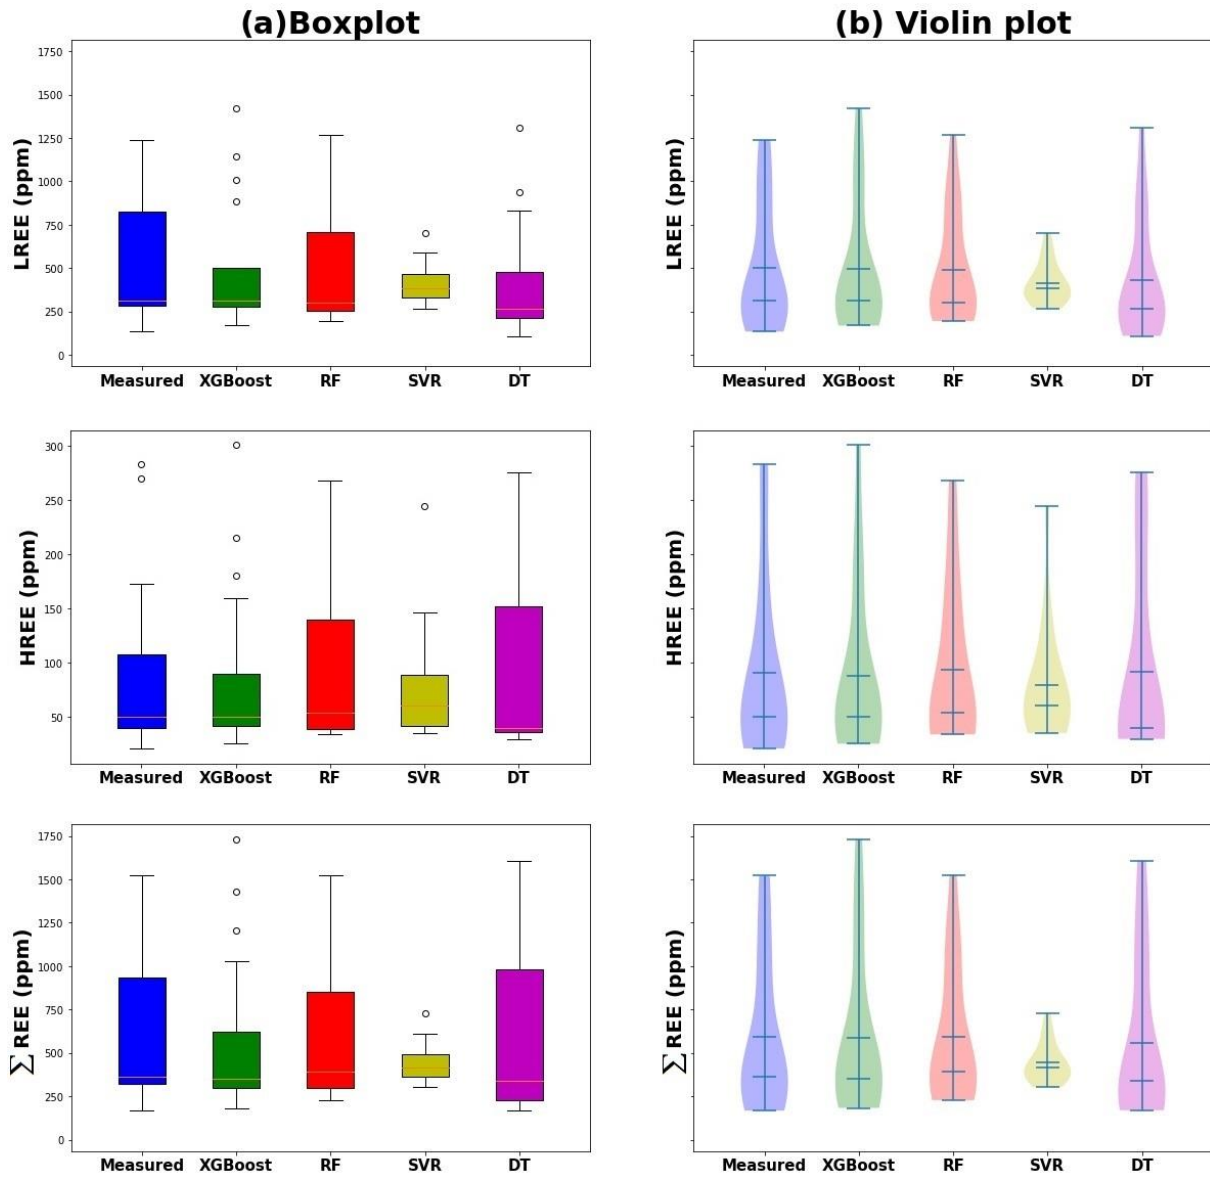 (a)Boxplot
(b) Violin plot
LREE (ppm)
1750
1500
1250
1000
750
500
250
0
Measured XGBoost RF SVR DT
LREE (ppm)
Measured XGBoost RF SVR DT
HREE (ppm)
300
250
200
150
100
50
Measured XGBoost RF SVR DT
HREE (ppm)
Measured XGBoost RF SVR DT
∑ REE (ppm)
1750
1500
1250
1000
750
500
250
0
Measured XGBoost RF SVR DT
∑ REE (ppm)
Measured XGBoost RF SVR DT